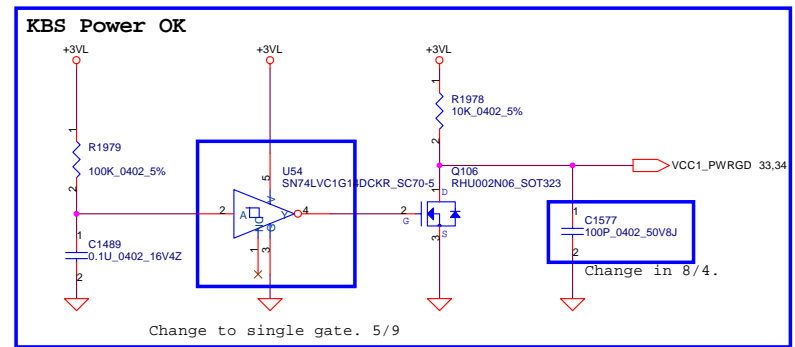 KBS Power OK
+3VL
+3VL
+3VL
1
R1979
100K_0402_5%
2
1
R1978
10K_0402_5%
2
U54
SN74LVC1G14DCKR_SC70-5
5
V
2
A
Y
4
NC
G
1
3
Q106
RHU002N06_SOT323
1
D
2
G
S
3
VCC1_PWRGD 33,34
1
C1489
0.1U_0402_16V4Z
2
1
C1577
100P_0402_50V8J
2
Change in 8/4.
Change to single gate. 5/9